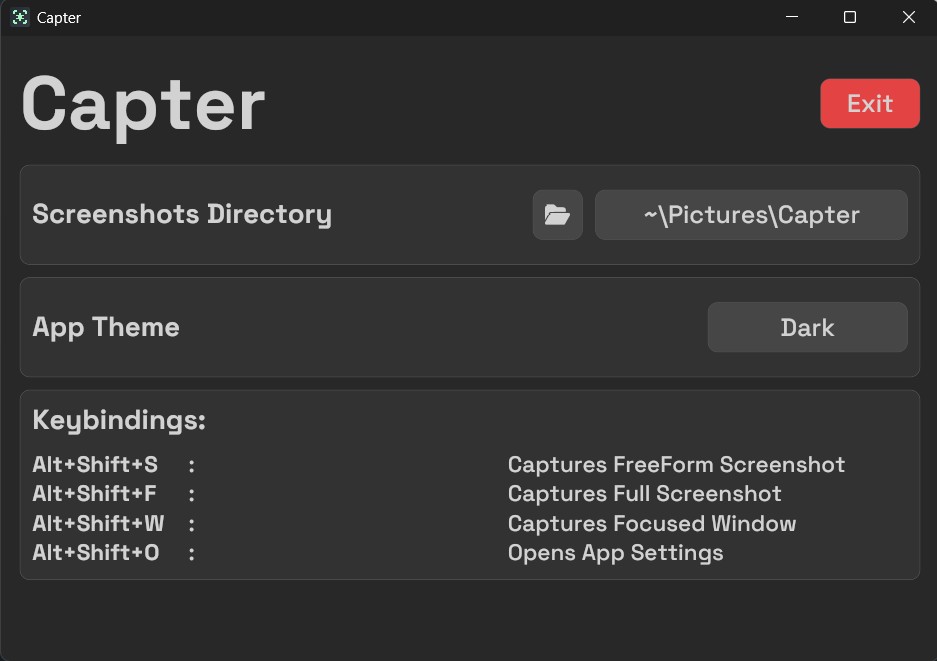 Capter
Capter
Exit
Screenshots Directory
~\Pictures\Capter
App Theme
Dark
Keybindings:
Alt+Shift+S : Captures FreeForm Screenshot
Alt+Shift+F : Captures Full Screenshot
Alt+Shift+W : Captures Focused Window
Alt+Shift+O : Opens App Settings